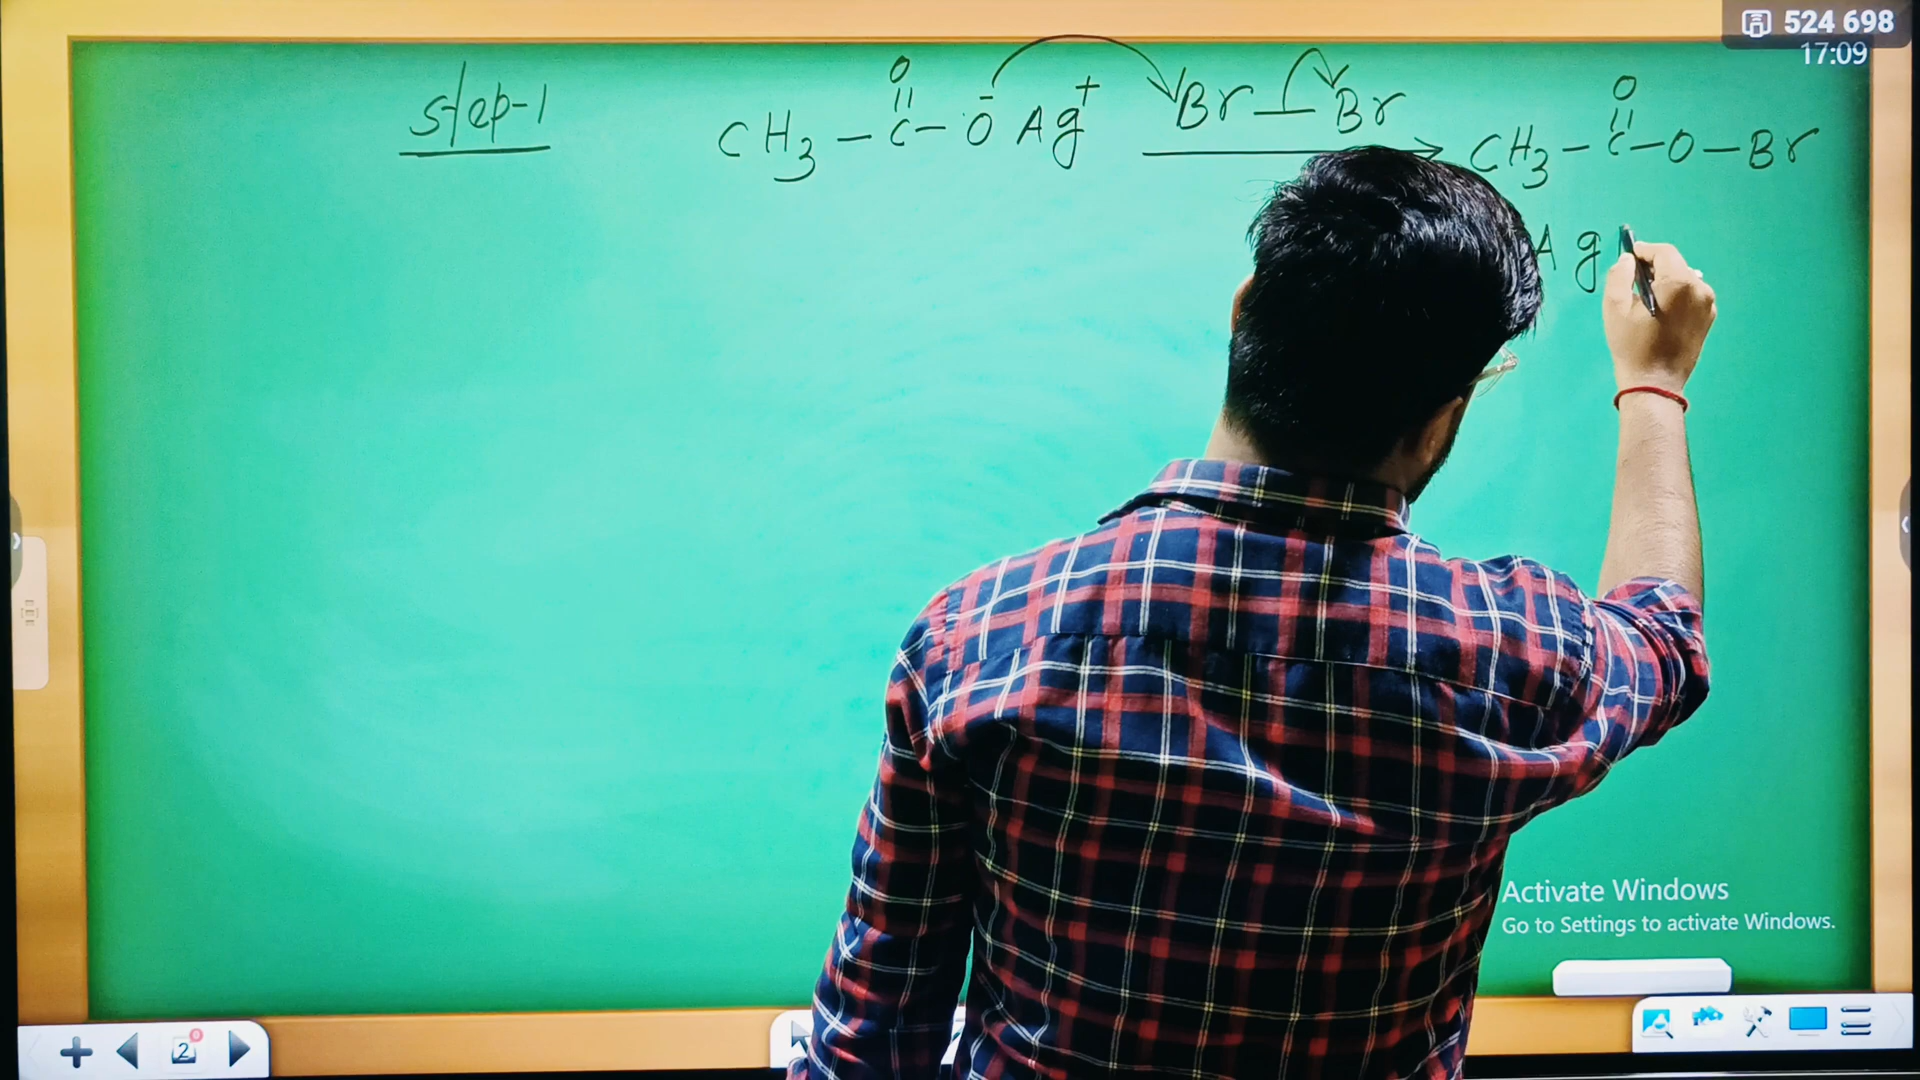 524 698
17:09
step-1
O O
|| ||
CH3 – C – O⁻ Ag⁺ Br — Br → CH3 – C – O – Br
Ag
Activate Windows
Go to Settings to activate Windows.
2